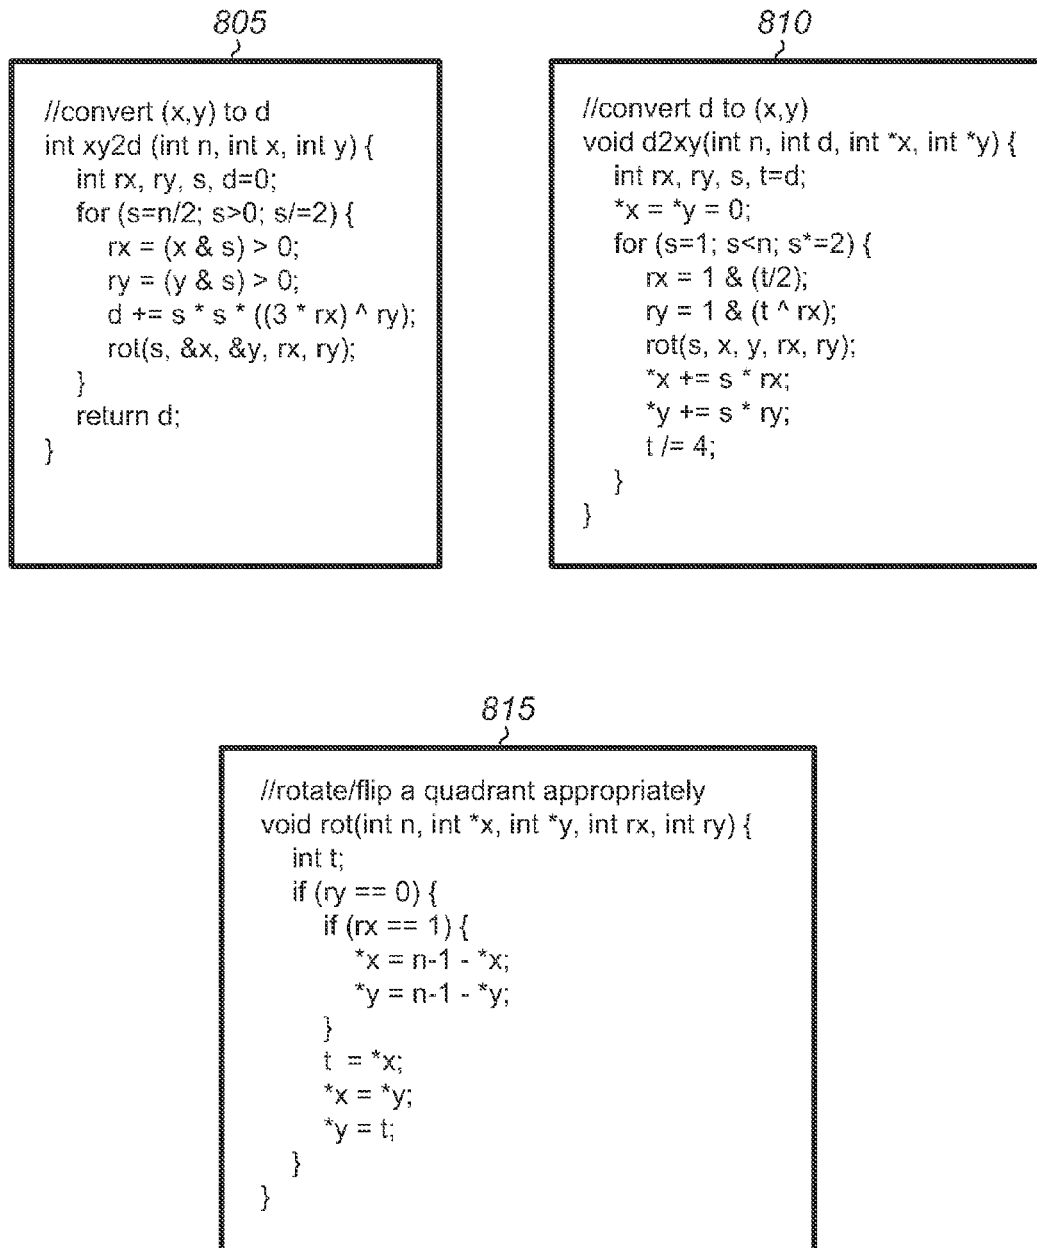 805
//convert (x,y) to d
int xy2d (int n, int x, int y) {
int rx, ry, s, d=0;
for (s=n/2; s>0; s/=2) {
rx = (x & s) > 0;
ry = (y & s) > 0;
d += s * s * ((3 * rx) ^ ry);
rot(s, &x, &y, rx, ry);
}
return d;
}
810
//convert d to (x,y)
void d2xy(int n, int d, int *x, int *y) {
int rx, ry, s, t=d;
*x = *y = 0;
for (s=1; s<n; s*=2) {
rx = 1 & (t/2);
ry = 1 & (t ^ rx);
rot(s, x, y, rx, ry);
*x += s * rx;
*y += s * ry;
t /= 4;
}
}
815
//rotate/flip a quadrant appropriately
void rot(int n, int *x, int *y, int rx, int ry) {
int t;
if (ry == 0) {
if (rx == 1) {
*x = n-1 - *x;
*y = n-1 - *y;
}
t = *x;
*x = *y;
*y = t;
}
}